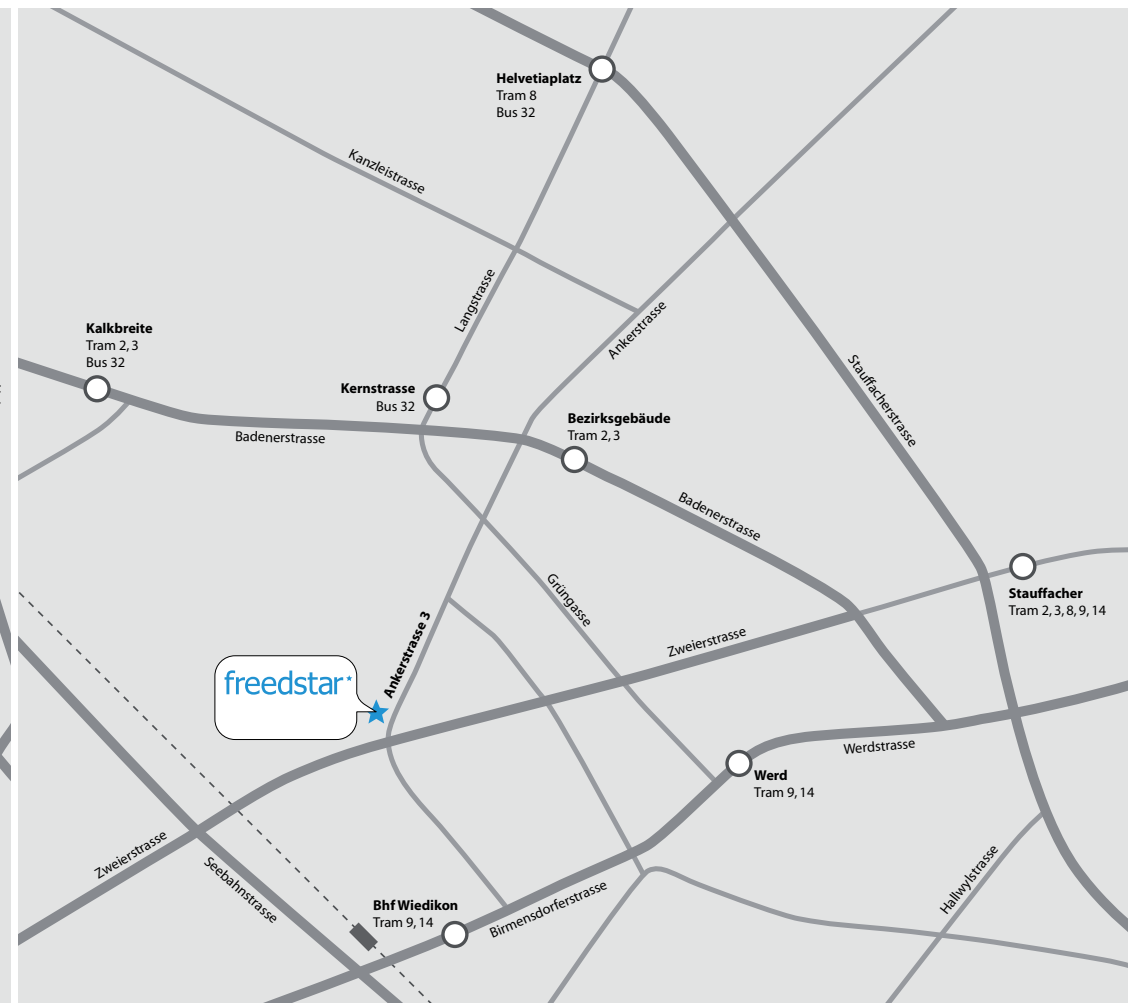 Helvetiaplatz
Tram 8
Bus 32
Kanzleistrasse
Langstrasse
Ankerstrasse
Kalkbreite
Tram 2, 3
Bus 32
Stauffacherstrasse
Kernstrasse
Bus 32
Bezirksgebäude
Tram 2, 3
Badenerstrasse
Badenerstrasse
Grüngasse
Stauffacher
Tram 2, 3, 8, 9, 14
Ankerstrasse 3
Zweierstrasse
freedstar
Werdstrasse
Werd
Tram 9, 14
Zweierstrasse
Seebahnstrasse
Hallwylstrasse
Bhf Wiedikon
Tram 9, 14
Birmensdorferstrasse